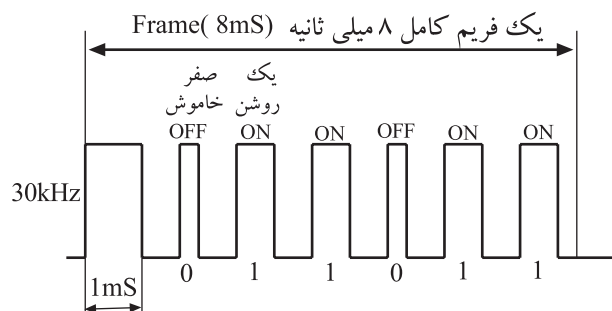 Frame( 8mS) یک فریم کامل ۸ میلی ثانیه
صفر یک
خاموش روشن
OFF ON ON OFF ON ON
30kHz
0 1 1 0 1 1
1mS